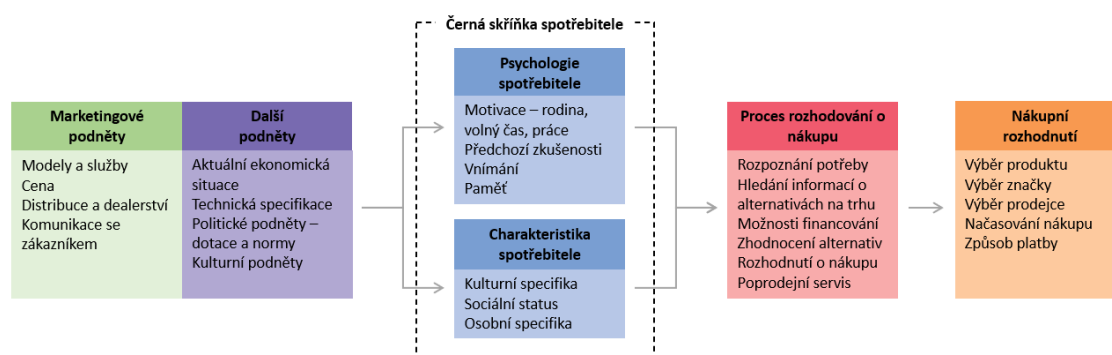 Černá skříňka spotřebitele
Marketingové
podněty
Modely a služby
Cena
Distribuce a dealerství
Komunikace se
zákazníkem
Další
podněty
Aktuální ekonomická
situace
Technická specifikace
Politické podněty –
dotace a normy
Kulturní podněty
Psychologie
spotřebitele
Motivace – rodina,
volný čas, práce
Předchozí zkušenosti
Vnímání
Paměť
Charakteristika
spotřebitele
Kulturní specifika
Sociální status
Osobní specifika
Proces rozhodování o
nákupu
Rozpoznání potřeby
Hledání informací o
alternativách na trhu
Možnosti financování
Zhodnocení alternativ
Rozhodnutí o nákupu
Poprodejní servis
Nákupní
rozhodnutí
Výběr produktu
Výběr značky
Výběr prodejce
Načasování nákupu
Způsob platby